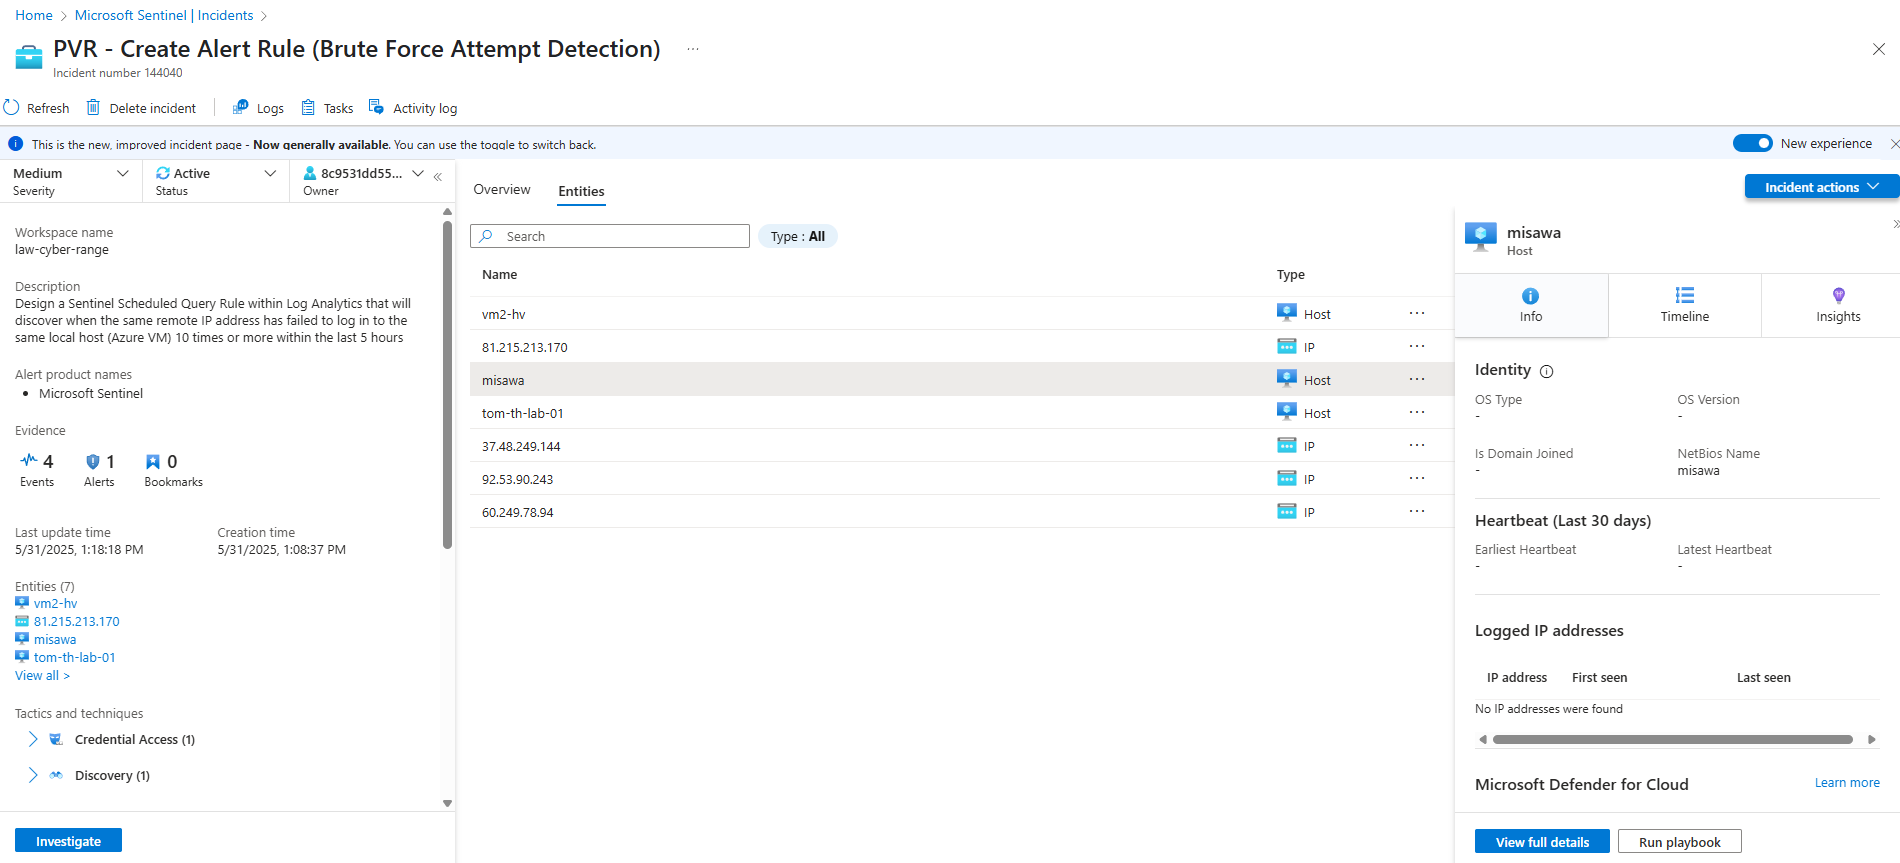 Home > Microsoft Sentinel | Incidents >
PVR - Create Alert Rule (Brute Force Attempt Detection) ...
Incident number 144040
Refresh Delete incident Logs Tasks Activity log
This is the new, improved incident page - Now generally available. You can use the toggle to switch back. New experience
Medium
Severity
Active
Status
8c9531dd55...
Owner
Workspace name
law-cyber-range
Description
Design a Sentinel Scheduled Query Rule within Log Analytics that will
discover when the same remote IP address has failed to log in to the
same local host (Azure VM) 10 times or more within the last 5 hours
Alert product names
• Microsoft Sentinel
Evidence
4 1 0
Events Alerts Bookmarks
Last update time Creation time
5/31/2025, 1:18:18 PM 5/31/2025, 1:08:37 PM
Entities (7)
vm2-hv
81.215.213.170
misawa
tom-th-lab-01
View all >
Tactics and techniques
Credential Access (1)
Discovery (1)
Investigate
Overview Entities
Search Type : All
Name Type
vm2-hv Host ...
81.215.213.170 IP ...
misawa Host ...
tom-th-lab-01 Host ...
37.48.249.144 IP ...
92.53.90.243 IP ...
60.249.78.94 IP ...
Incident actions
misawa
Host
Info Timeline Insights
Identity
OS Type OS Version
- -
Is Domain Joined NetBios Name
- misawa
Heartbeat (Last 30 days)
Earliest Heartbeat Latest Heartbeat
- -
Logged IP addresses
IP address First seen Last seen
No IP addresses were found
Microsoft Defender for Cloud Learn more
View full details Run playbook